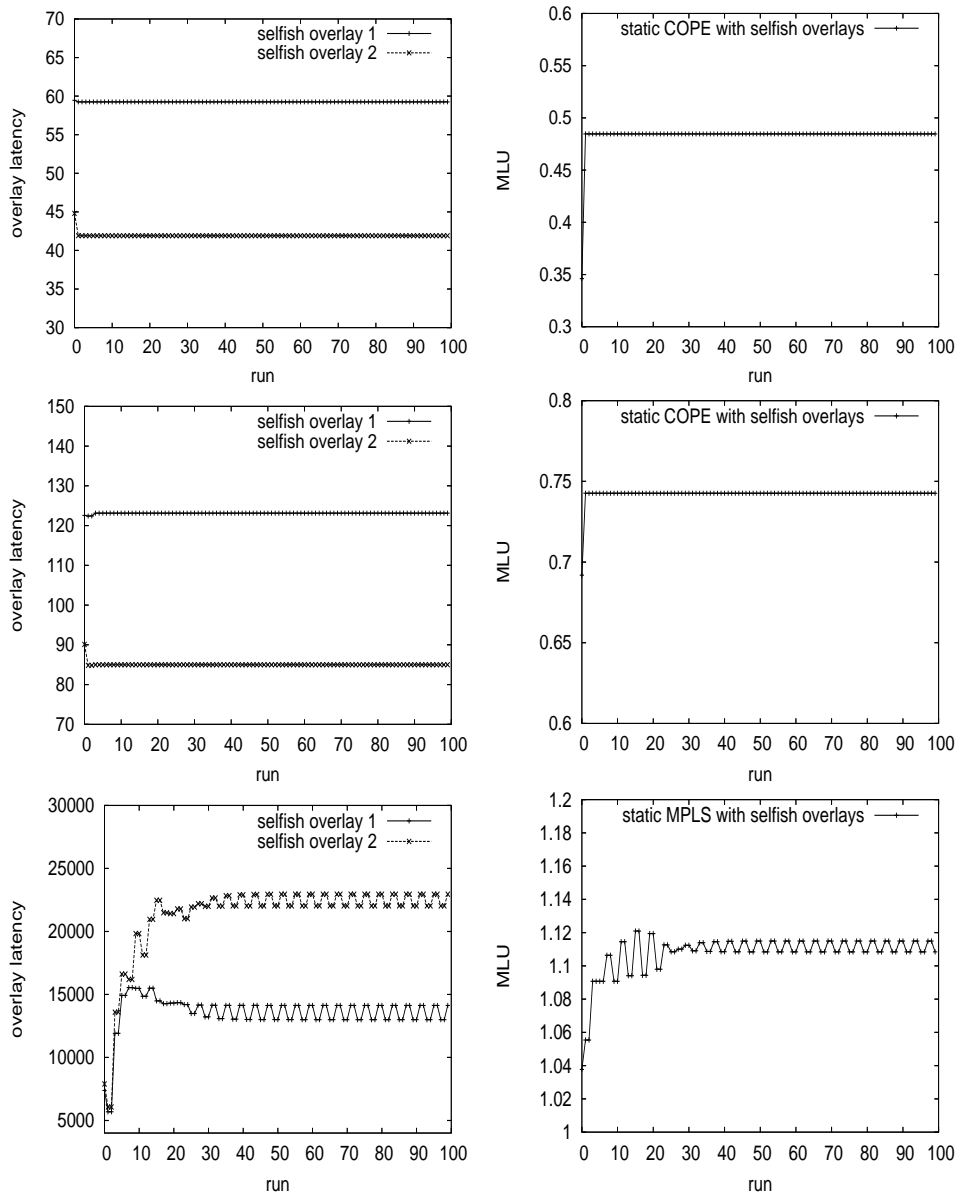 selfish overlay 1
selfish overlay 2
70
65
60
55
50
45
40
35
30
overlay latency
0 10 20 30 40 50 60 70 80 90 100
run
static COPE with selfish overlays
0.6
0.55
0.5
0.45
0.4
0.35
0.3
MLU
0 10 20 30 40 50 60 70 80 90 100
run
selfish overlay 1
selfish overlay 2
150
140
130
120
110
100
90
80
70
overlay latency
0 10 20 30 40 50 60 70 80 90 100
run
static COPE with selfish overlays
0.8
0.75
0.7
0.65
0.6
MLU
0 10 20 30 40 50 60 70 80 90 100
run
selfish overlay 1
selfish overlay 2
30000
25000
20000
15000
10000
5000
overlay latency
0 10 20 30 40 50 60 70 80 90 100
run
static MPLS with selfish overlays
1.2
1.18
1.16
1.14
1.12
1.1
1.08
1.06
1.04
1.02
1
MLU
0 10 20 30 40 50 60 70 80 90 100
run